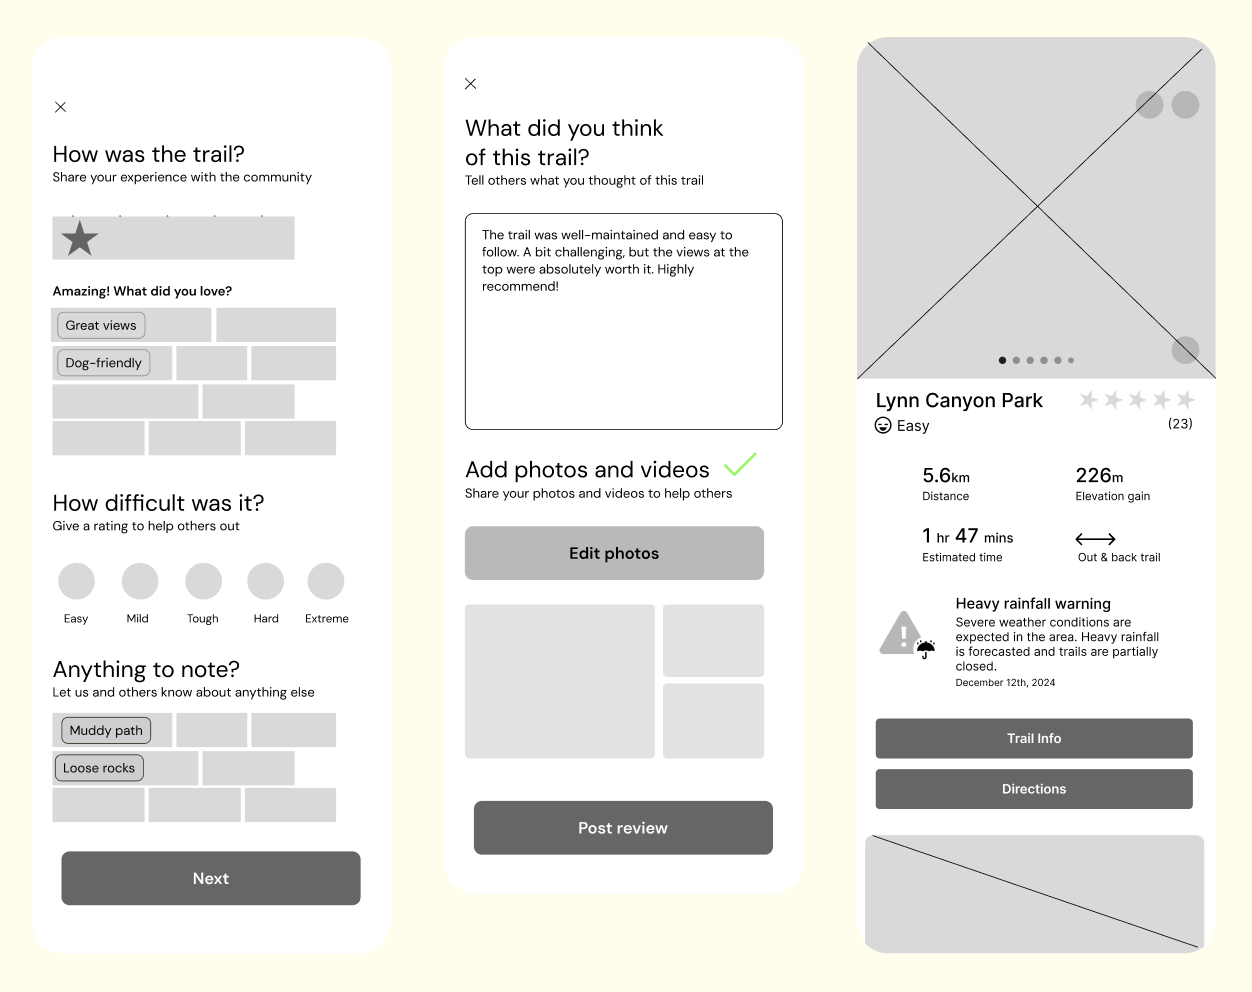 How was the trail?
Share your experience with the community
Amazing! What did you love?
Great views
Dog-friendly
How difficult was it?
Give a rating to help others out
Easy
Mild
Tough
Hard
Extreme
Anything to note?
Let us and others know about anything else
Muddy path
Loose rocks
Next
What did you think
of this trail?
Tell others what you thought of this trail
The trail was well-maintained and easy to
follow. A bit challenging, but the views at the
top were absolutely worth it. Highly
recommend!
Add photos and videos
Share your photos and videos to help others
Edit photos
Post review
Lynn Canyon Park
Easy
(23)
5.6km
Distance
226m
Elevation gain
1 hr 47 mins
Estimated time
Out & back trail
Heavy rainfall warning
Severe weather conditions are
expected in the area. Heavy rainfall
is forecasted and trails are partially
closed.
December 12th, 2024
Trail Info
Directions